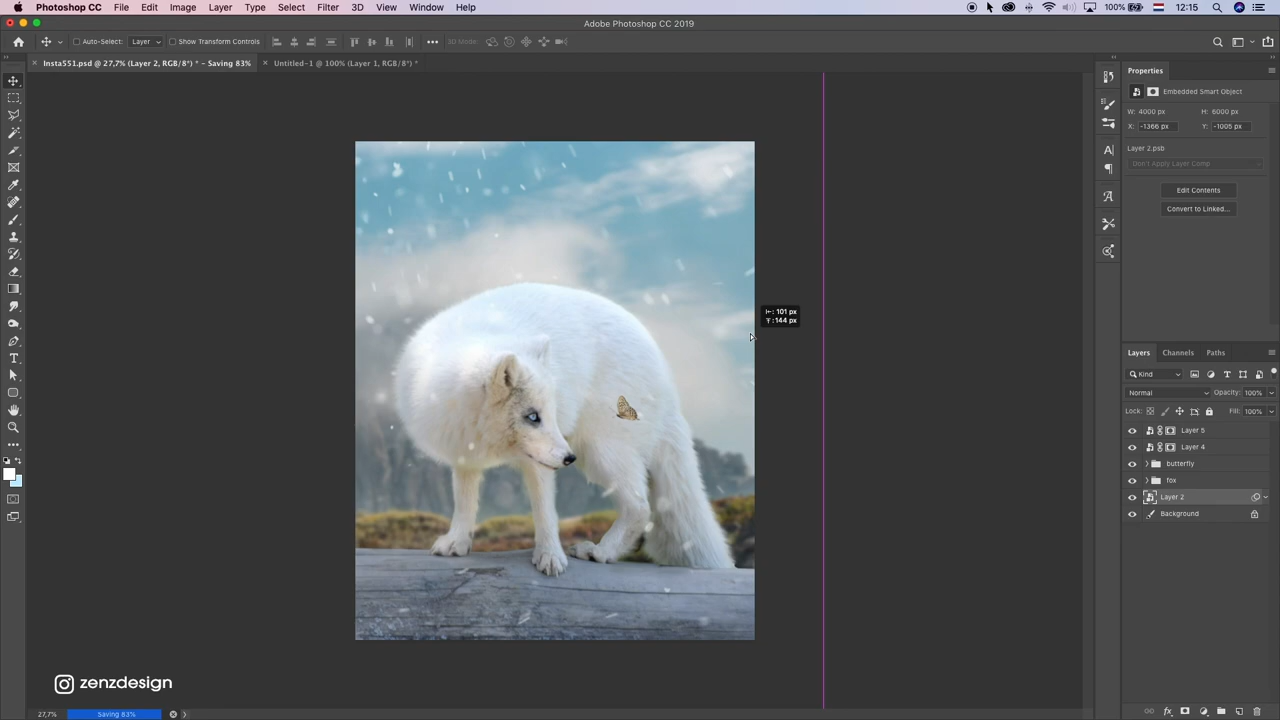 Photoshop CC File Edit Image Layer Type Select Filter 3D View Window Help 100% 12:15
Adobe Photoshop CC 2019
Auto-Select: Layer Show Transform Controls 3D Mode:
Insta551.psd @ 27,7% (Layer 2, RGB/8*) * – Saving 83% Untitled-1 @ 100% (Layer 1, RGB/8*) *
Properties
Embedded Smart Object
W: 4000 px H: 6000 px
X: -1366 px Y: -1005 px
Layer 2.psb
Don't Apply Layer Comp
Edit Contents
Convert to Linked...
→: 101 px
144 px
Layers Channels Paths
Kind
Normal Opacity: 100%
Lock: Fill: 100%
Layer 5
Layer 4
butterfly
fox
Layer 2
Background
zenzdesign
27,7% Saving 83%